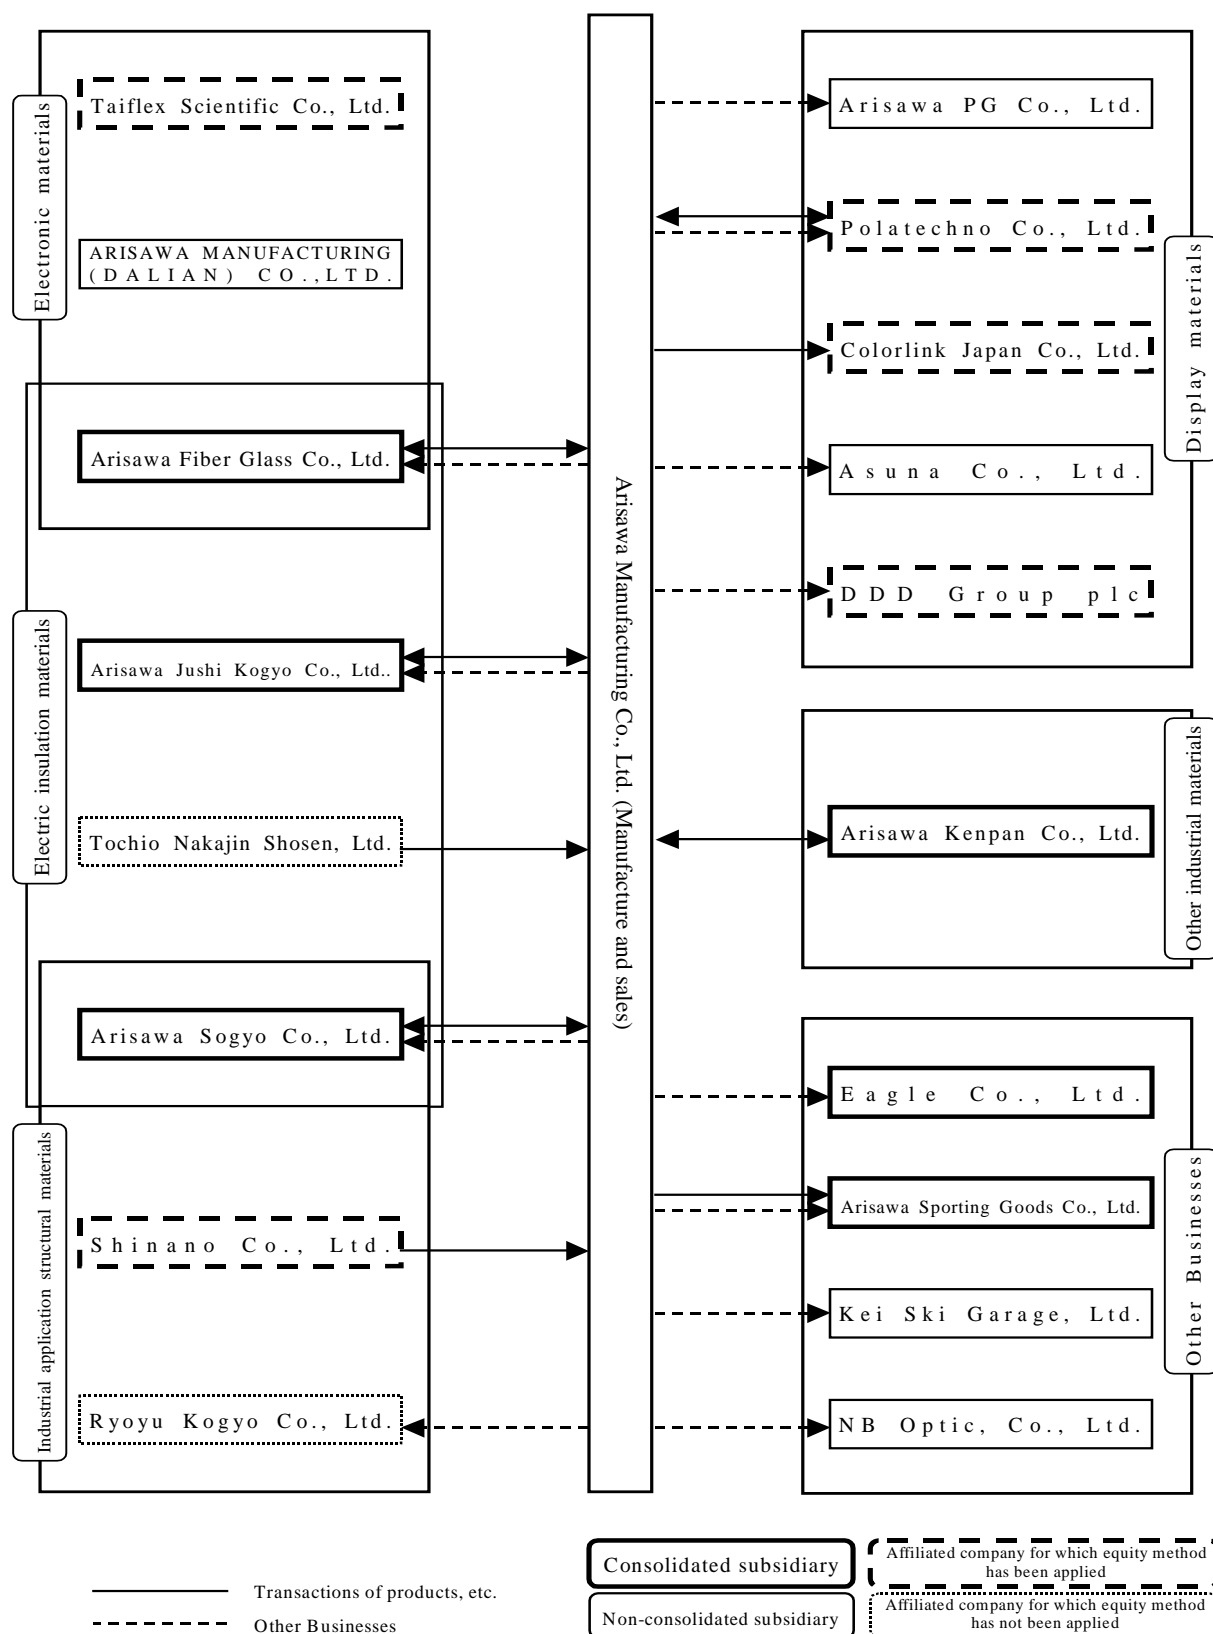 Electronic materials
Taiflex Scientific Co., Ltd.
ARISAWA MANUFACTURING
(DALIAN) CO.,LTD.
Arisawa Fiber Glass Co., Ltd.
Electric insulation materials
Arisawa Jushi Kogyo Co., Ltd..
Tochio Nakajin Shosen, Ltd.
Arisawa Sogyo Co., Ltd.
Industrial application structural materials
Shinano Co., Ltd.
Ryoyu Kogyo Co., Ltd.
Arisawa Manufacturing Co., Ltd. (Manufacture and sales)
Arisawa PG Co., Ltd.
Polatechno Co., Ltd.
Colorlink Japan Co., Ltd.
Asuna Co., Ltd.
DDD Group plc
Display materials
Arisawa Kenpan Co., Ltd.
Other industrial materials
Eagle Co., Ltd.
Arisawa Sporting Goods Co., Ltd.
Kei Ski Garage, Ltd.
NB Optic, Co., Ltd.
Other Businesses
Transactions of products, etc.
Other Businesses
Consolidated subsidiary
Affiliated company for which equity method
has been applied
Non-consolidated subsidiary
Affiliated company for which equity method
has not been applied